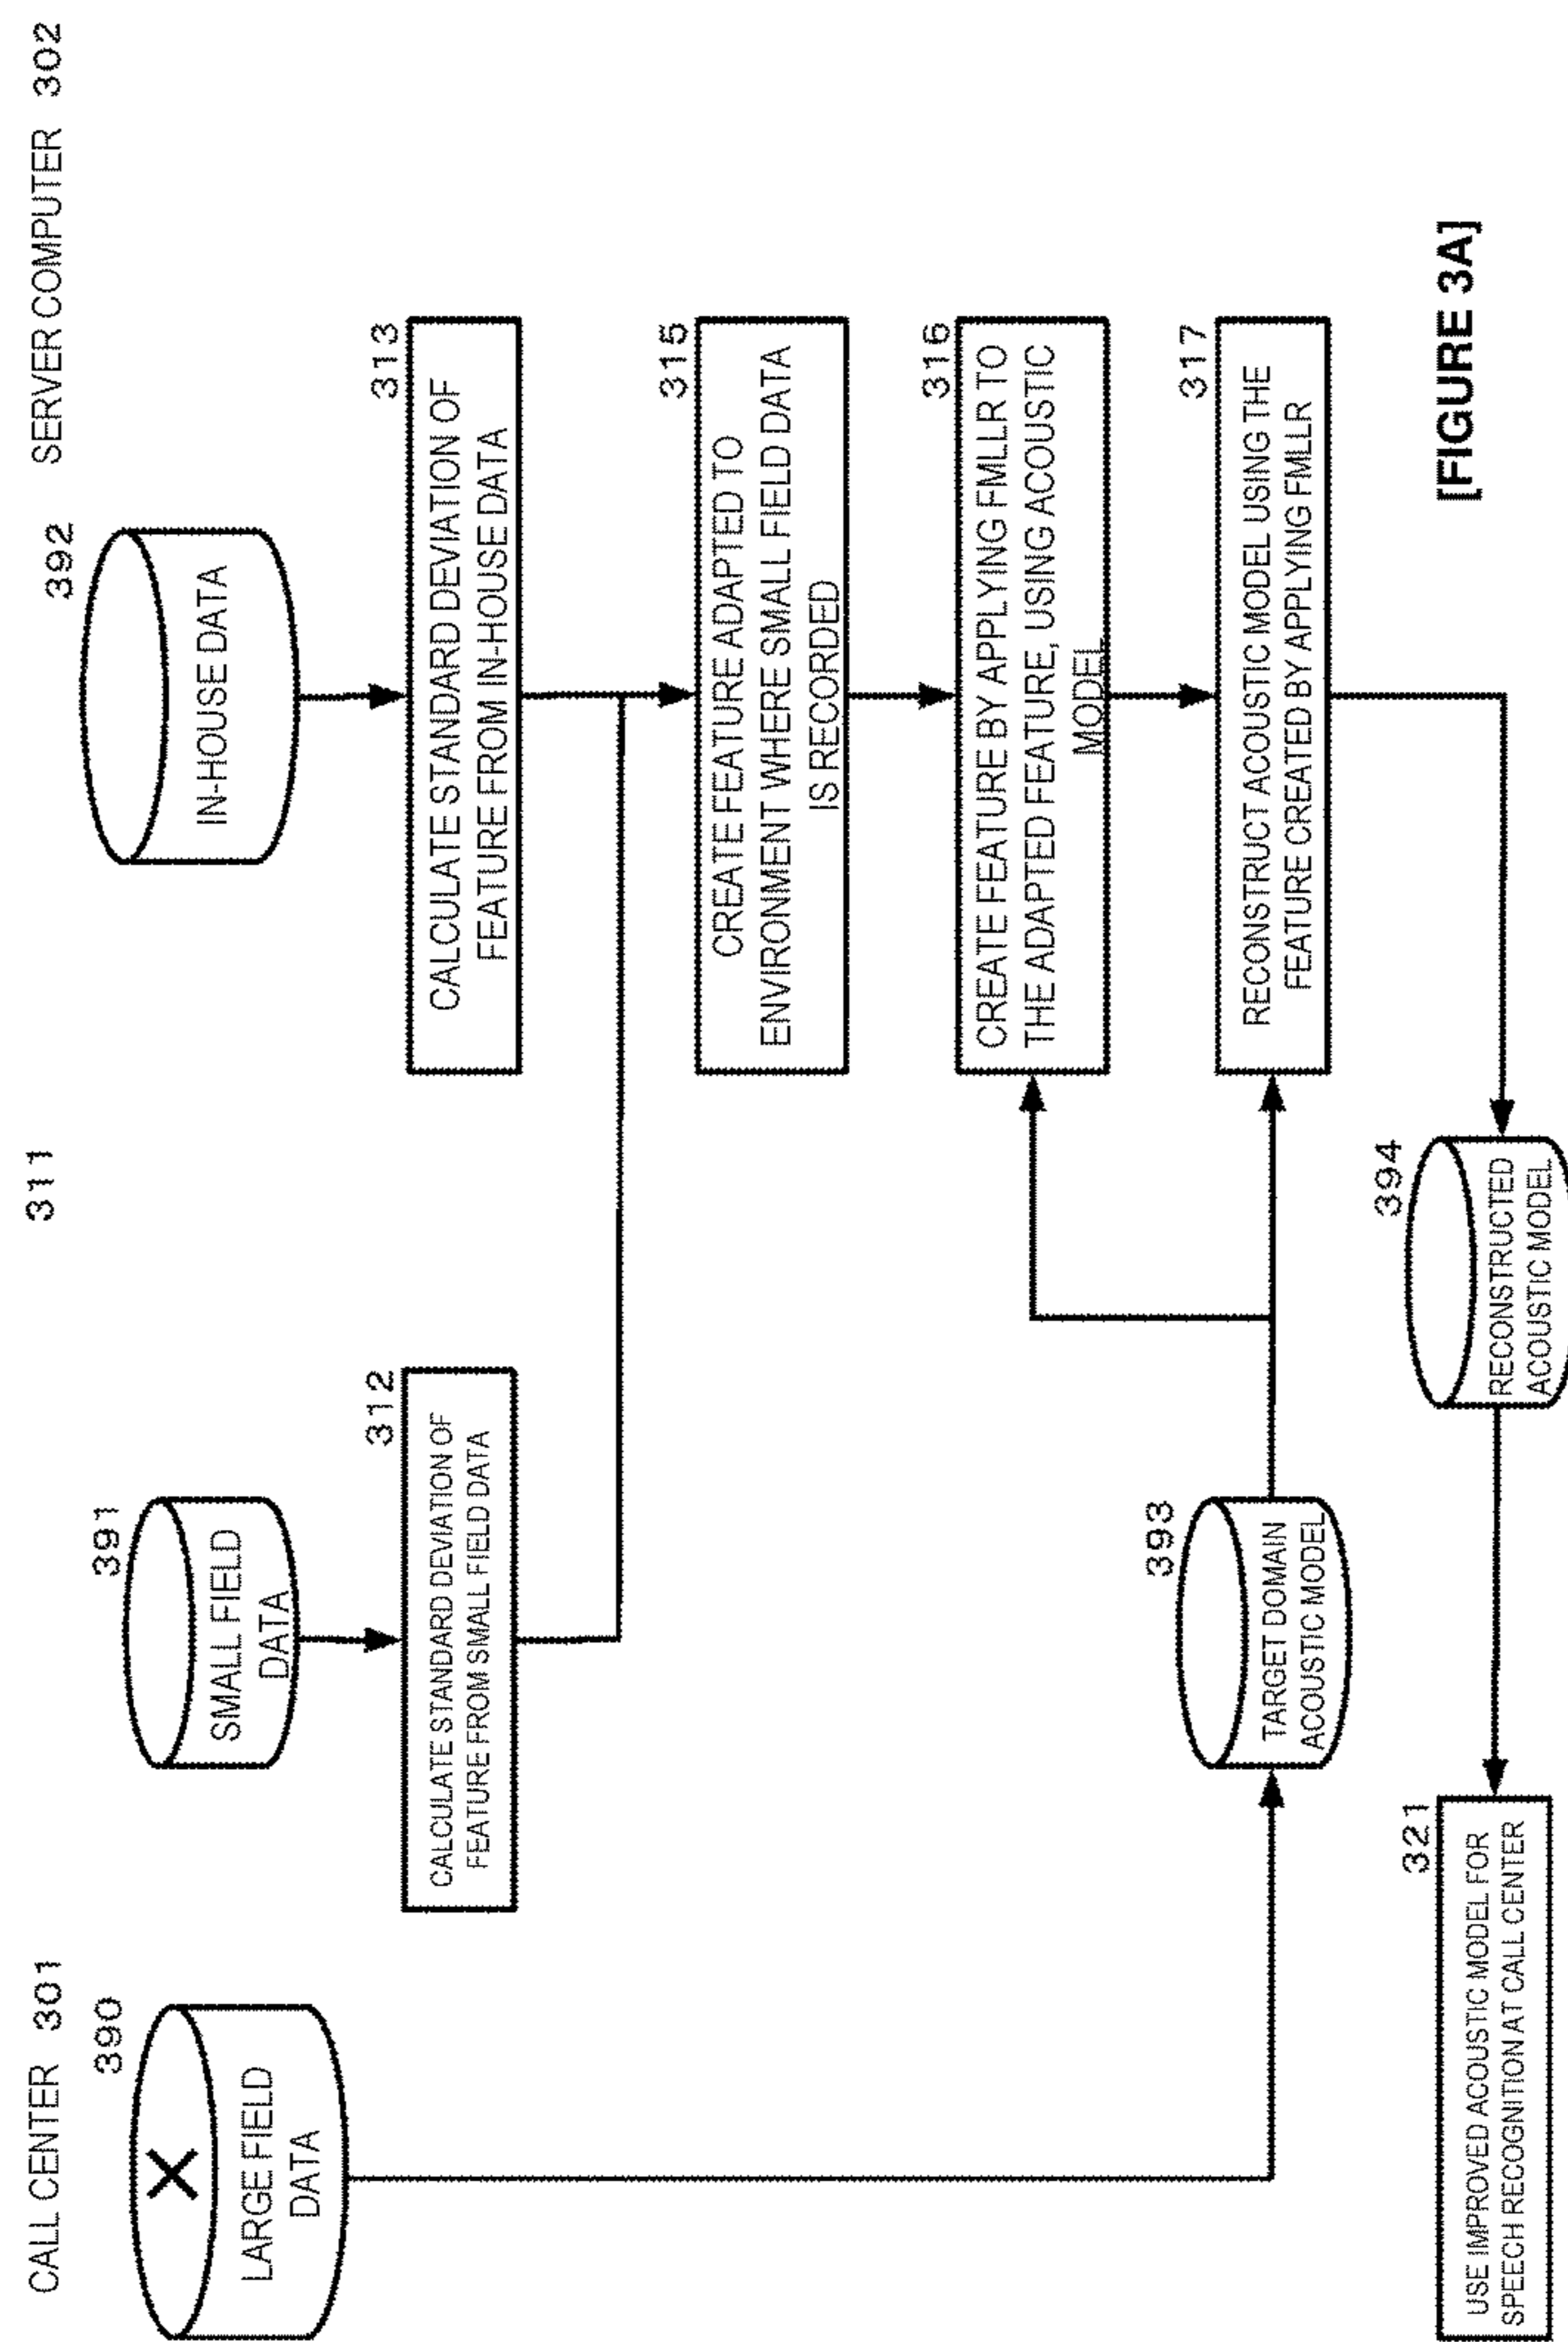 CALL CENTER 301
311
SERVER COMPUTER 302
390
LARGE FIELD
DATA
391
SMALL FIELD
DATA
392
IN-HOUSE DATA
312
CALCULATE STANDARD DEVIATION OF
FEATURE FROM SMALL FIELD DATA
313
CALCULATE STANDARD DEVIATION OF
FEATURE FROM IN-HOUSE DATA
315
CREATE FEATURE ADAPTED TO
ENVIRONMENT WHERE SMALL FIELD DATA
IS RECORDED
316
CREATE FEATURE BY APPLYING FMLLR TO
THE ADAPTED FEATURE, USING ACOUSTIC
MODEL
393
TARGET DOMAIN
ACOUSTIC MODEL
317
RECONSTRUCT ACOUSTIC MODEL USING THE
FEATURE CREATED BY APPLYING FMLLR
321
USE IMPROVED ACOUSTIC MODEL FOR
SPEECH RECOGNITION AT CALL CENTER
394
RECONSTRUCTED
ACOUSTIC MODEL
[FIGURE 3A]